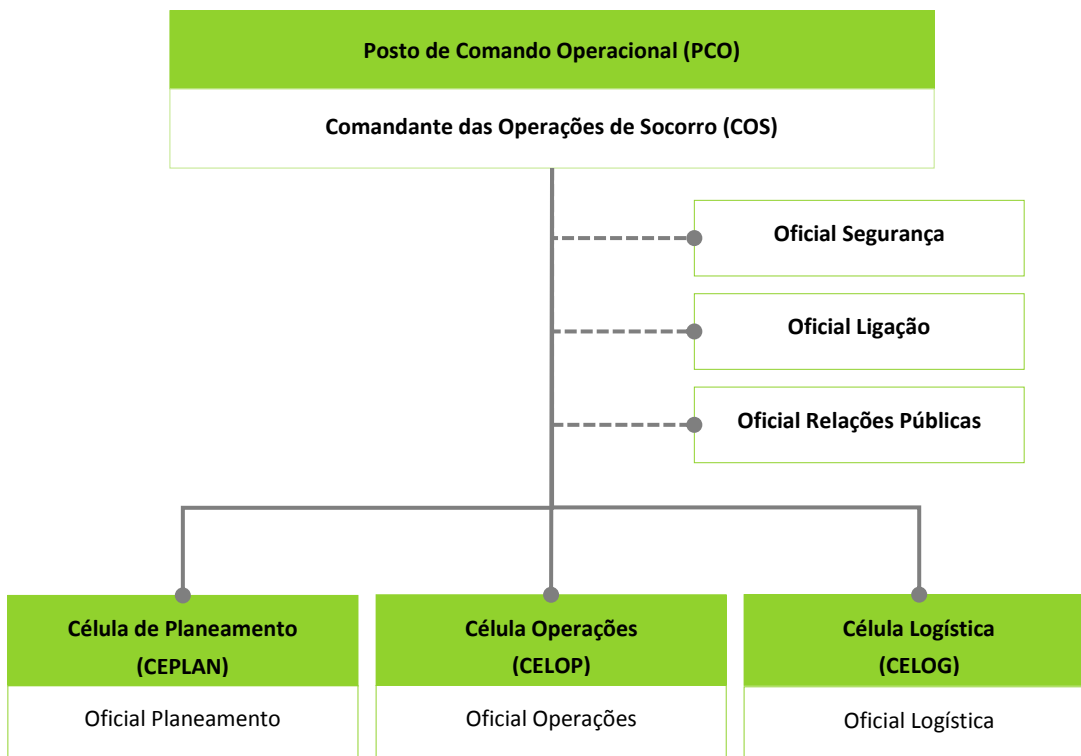 Posto de Comando Operacional (PCO)
Comandante das Operações de Socorro (COS)
Oficial Segurança
Oficial Ligação
Oficial Relações Públicas
Célula de Planeamento
(CEPLAN)
Oficial Planeamento
Célula Operações
(CELOP)
Oficial Operações
Célula Logística
(CELOG)
Oficial Logística